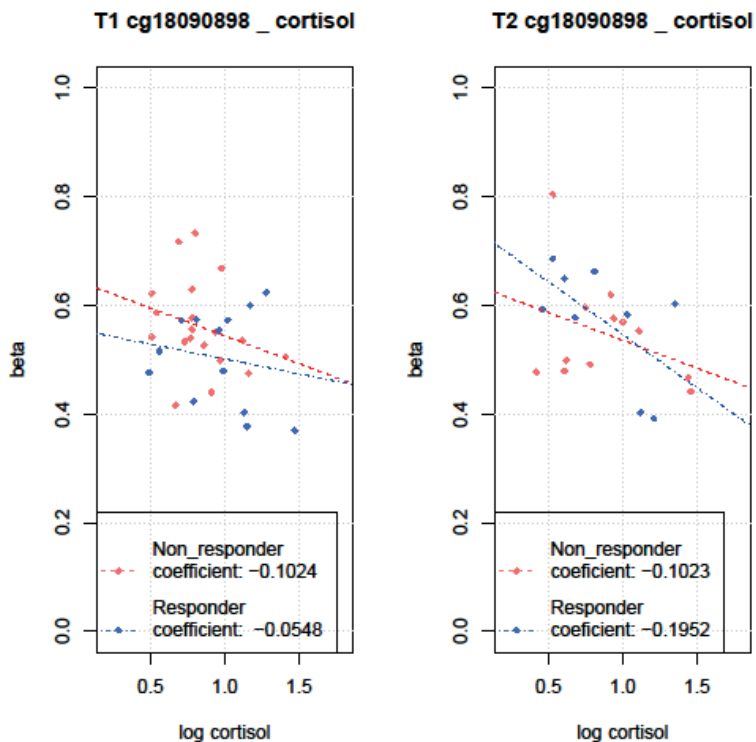 T1 cg18090898 _ cortisol
1.0
0.8
0.6
0.4
0.2
0.0
beta
Non_responder
coefficient: −0.1024
Responder
coefficient: −0.0548
0.5 1.0 1.5
log cortisol
T2 cg18090898 _ cortisol
1.0
0.8
0.6
0.4
0.2
0.0
beta
Non_responder
coefficient: −0.1023
Responder
coeficient: −0.1952
0.5 1.0 1.5
log cortisol